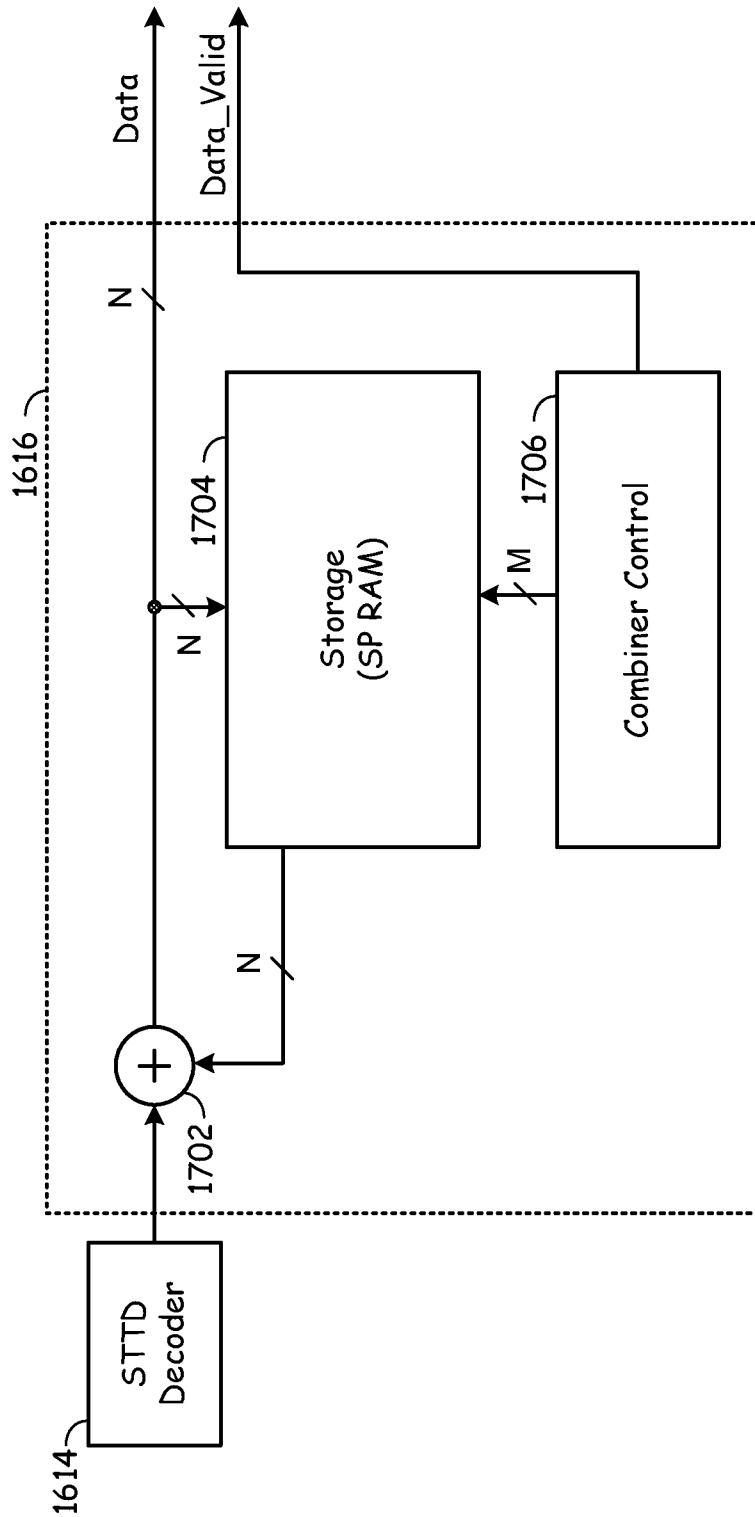 1614
STTD
Decoder
1702
1616
N
Data
N
1704
Storage
(SP RAM)
N
M
1706
Combiner Control
Data_Valid